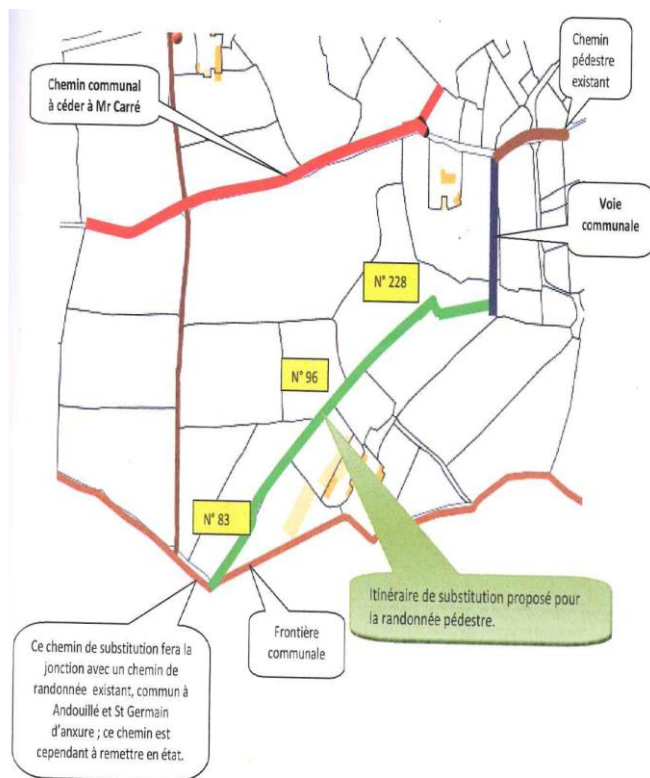 Chemin
pédestre
existant
Chemin communal
à céder à Mr Carré
Voie
communale
N° 228
N° 96
N° 83
Itinéraire de substitution proposé pour
la randonnée pédestre.
Frontière
communale
Ce chemin de substitution fera la
jonction avec un chemin de
randonnée existant, commun à
Andouillé et St Germain
d'anxure ; ce chemin est
cependant à remettre en état.